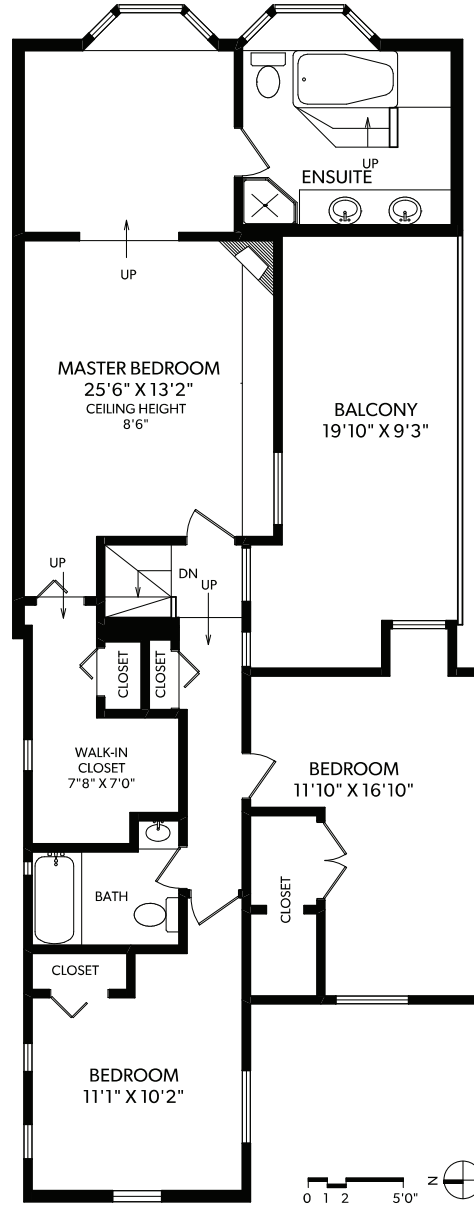 UP
ENSUITE
UP
MASTER BEDROOM
25'6" X 13'2"
CEILING HEIGHT
8'6"
BALCONY
19'10" X 9'3"
UP
DN
UP
CLOSET
CLOSET
WALK-IN
CLOSET
7"8" X 7'0"
BEDROOM
11'10" X 16'10"
BATH
CLOSET
CLOSET
BEDROOM
11'1" X 10'2"
0 1 2 5'0"
N